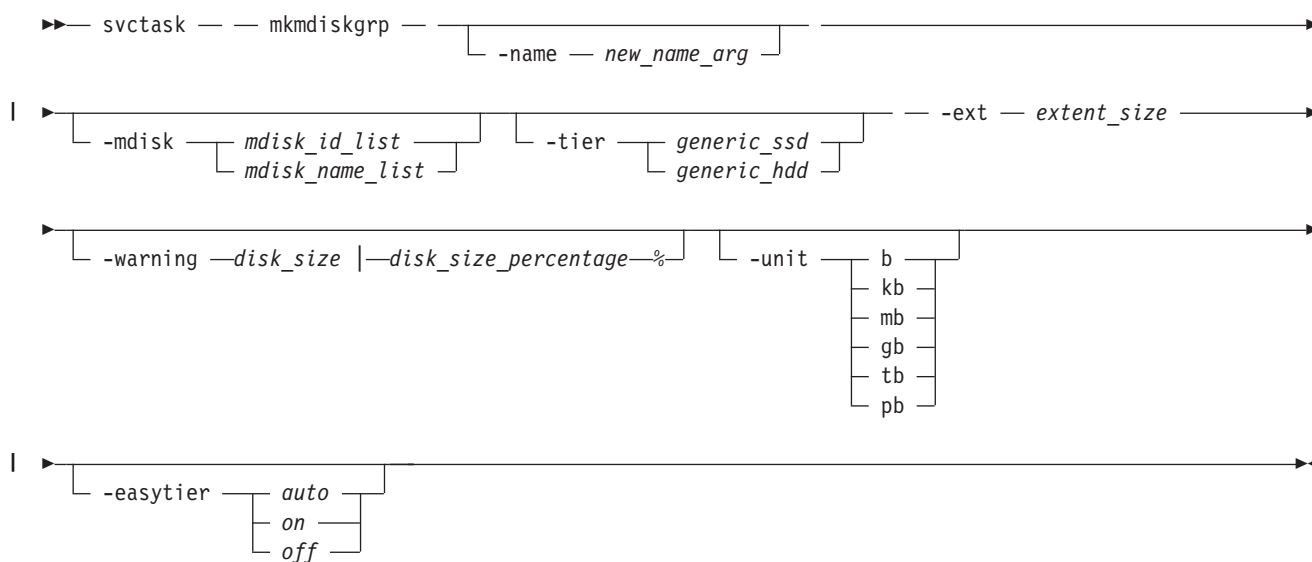 svctask mkmdiskgrp
-name new_name_arg
-ext extent_size
-mdisk mdisk_id_list -tier generic_ssd
mdisk_name_list generic_hdd
-warning disk_size | disk_size_percentage % -unit b
kb
mb
gb
tb
pb
-easytier auto
on
off